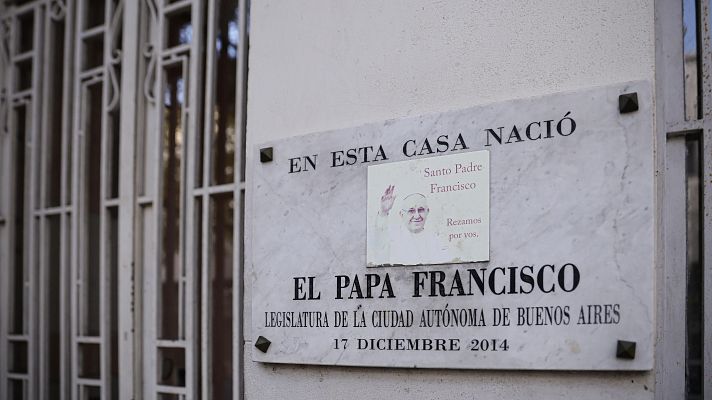 EN ESTA CASA NACIÓ
Santo Padre
Francisco
Rezamos
por vos.
EL PAPA FRANCISCO
LEGISLATURA DE LA CIUDAD AUTÓNOMA DE BUENOS AIRES
17 DICIEMBRE 2014